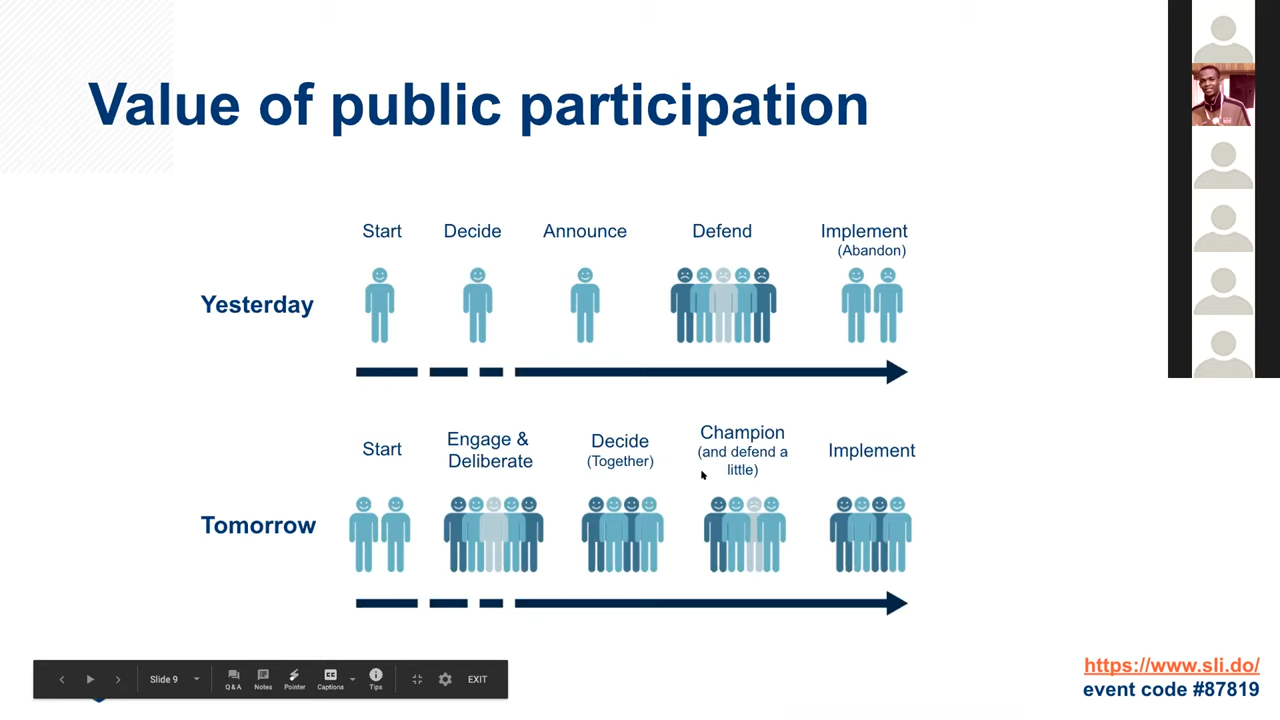 Value of public participation
Start
Decide
Announce
Defend
Implement
(Abandon)
Yesterday
Start
Engage &
Deliberate
Decide
(Together)
Champion
(and defend a
little)
Implement
Tomorrow
Slide 9
Q & A
Notes
Pointer
CC
Captions
Tips
EXIT
https://www.sli.do/
event code #87819